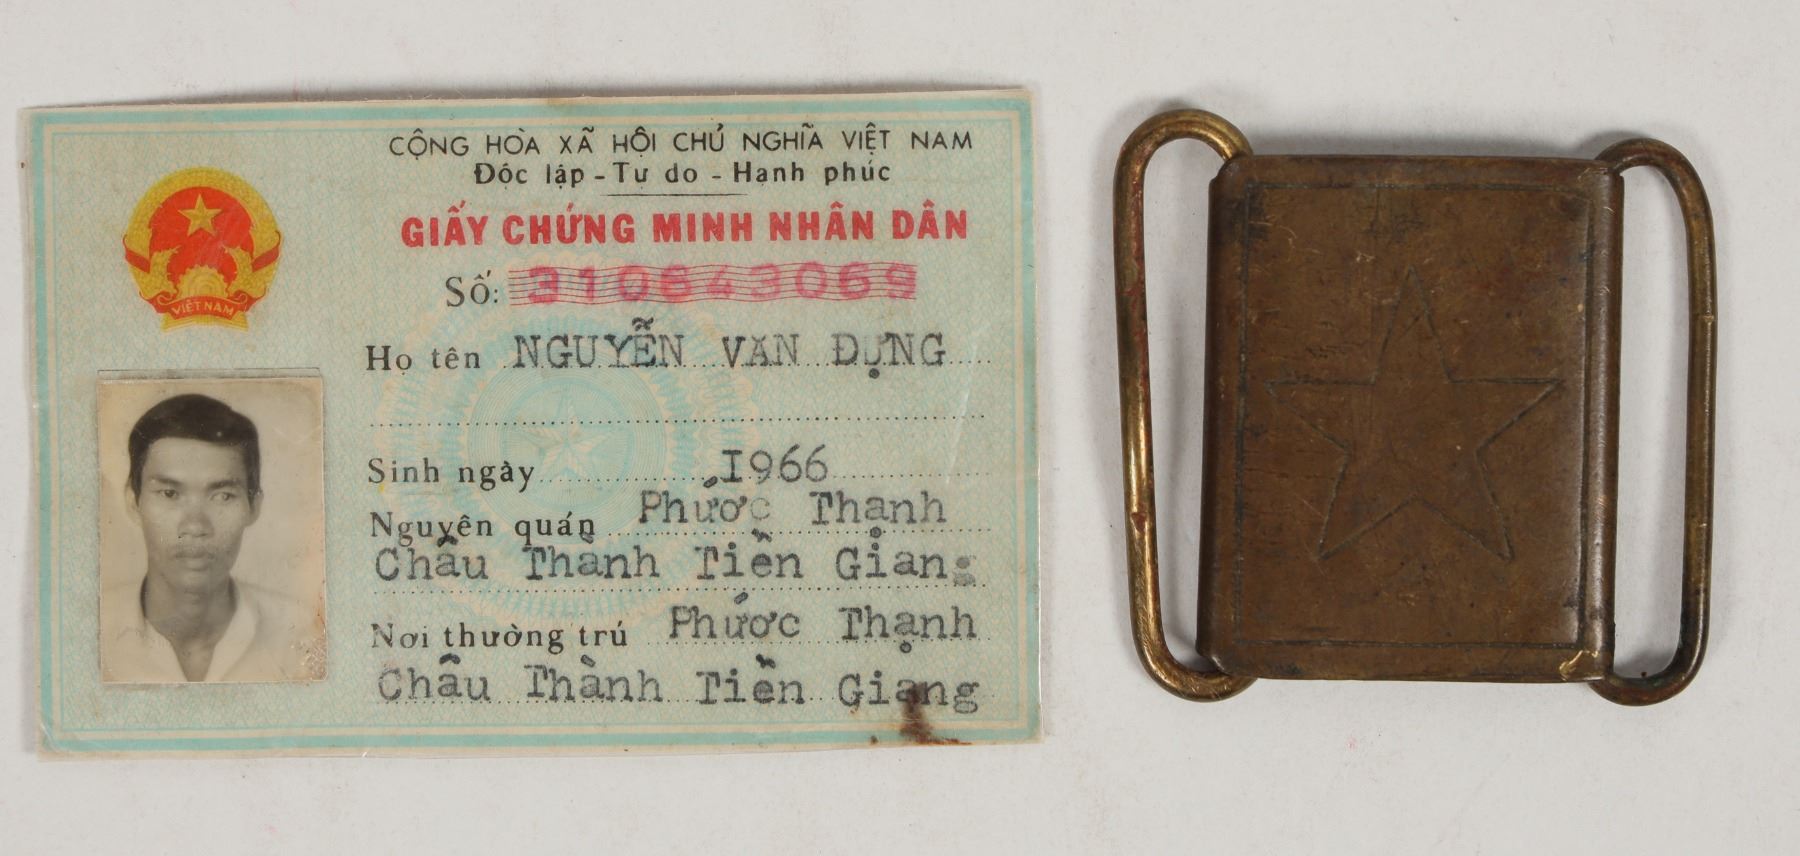 CỘNG HÒA XÃ HỘI CHỦ NGHĨA VIỆT NAM
Độc lập - Tự do - Hạnh phúc
GIẤY CHỨNG MINH NHÂN DÂN
Số: 310643069
VIỆT NAM
Họ tên NGUYỄN VĂN ĐỰNG
Sinh ngày 1966
Nguyên quán Phước Thạnh
Châu Thành Tiền Giang
Nơi thường trú Phước Thạnh
Châu Thành Tiền Giang